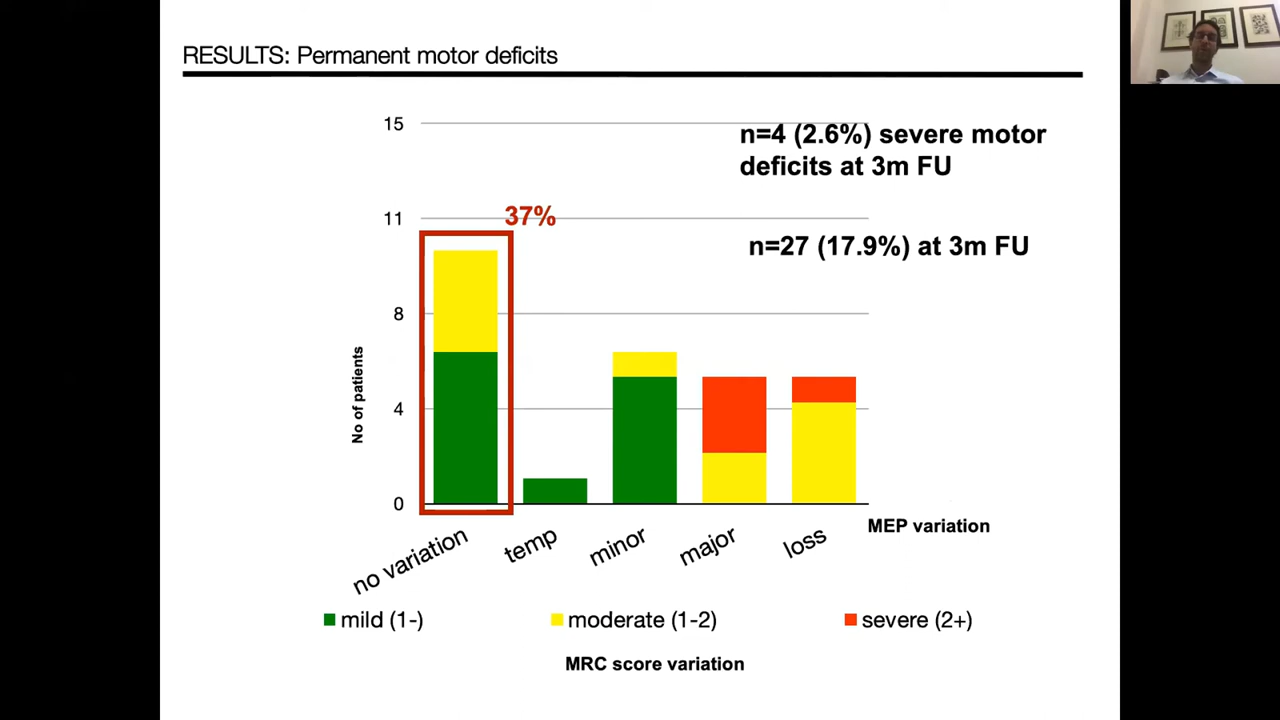 RESULTS: Permanent motor deficits
15
n=4 (2.6%) severe motor
deficits at 3m FU
11
37%
n=27 (17.9%) at 3m FU
8
No of patients
4
0
MEP variation
no variation
temp
minor
major
loss
mild (1-)
moderate (1-2)
severe (2+)
MRC score variation